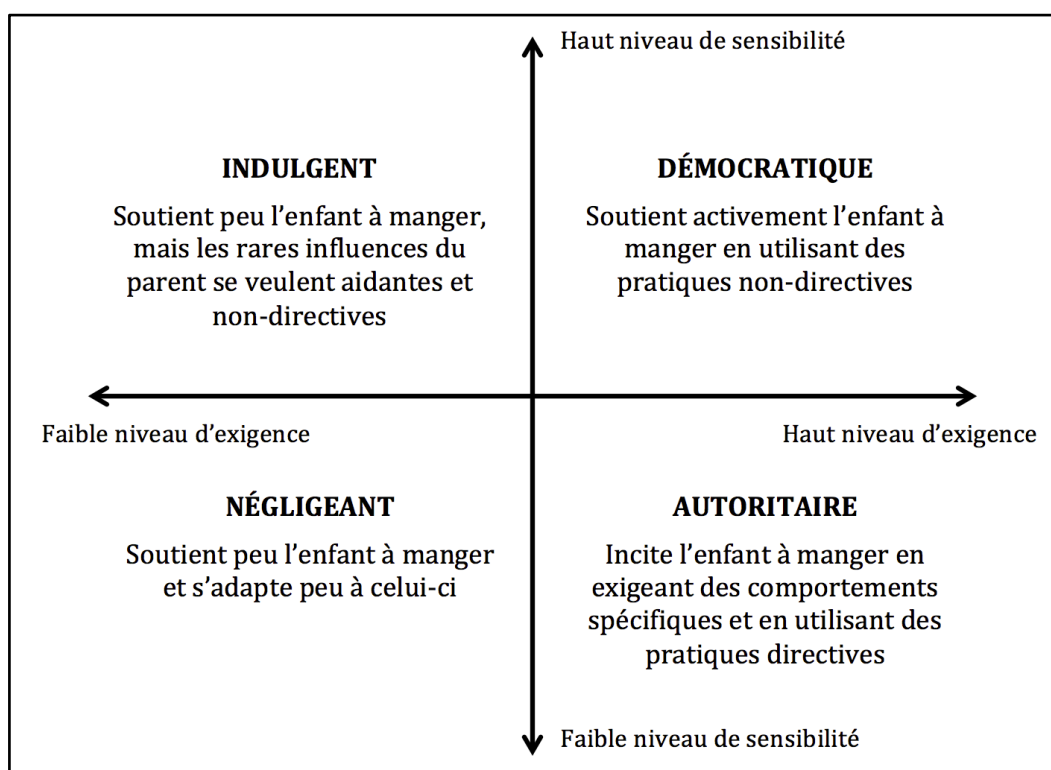 Haut niveau de sensibilité
INDULGENT
Soutient peu l'enfant à manger,
mais les rares influences du
parent se veulent aidantes et
non-directives
DÉMOCRATIQUE
Soutient activement l'enfant à
manger en utilisant des
pratiques non-directives
Faible niveau d'exigence
Haut niveau d'exigence
NÉGLIGEANT
Soutient peu l'enfant à manger
et s'adapte peu à celui-ci
AUTORITAIRE
Incite l'enfant à manger en
exigeant des comportements
spécifiques et en utilisant des
pratiques directives
Faible niveau de sensibilité